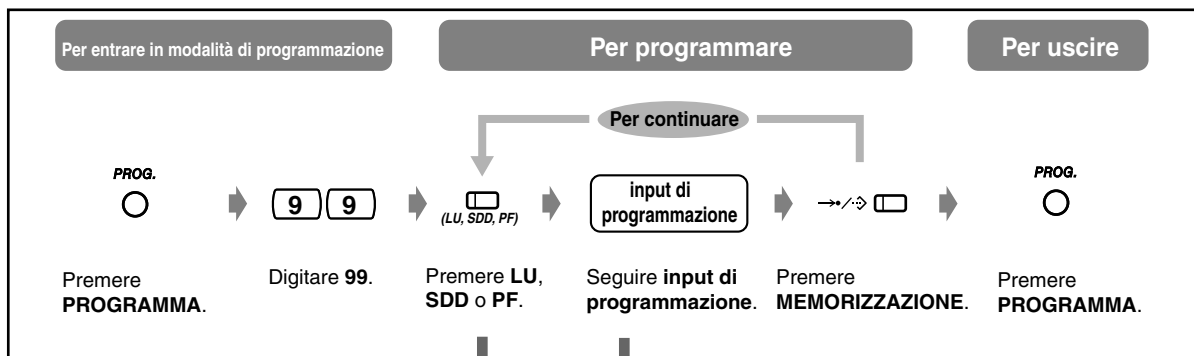 Per entrare in modalità di programmazione
Per programmare
Per uscire
Per continuare
PROG.
9 9
(LU, SDD, PF)
input di
programmazione
PROG.
Premere
PROGRAMMA.
Digitare 99.
Premere LU,
SDD o PF.
Seguire input di
programmazione.
Premere
MEMORIZZAZIONE.
Premere
PROGRAMMA.